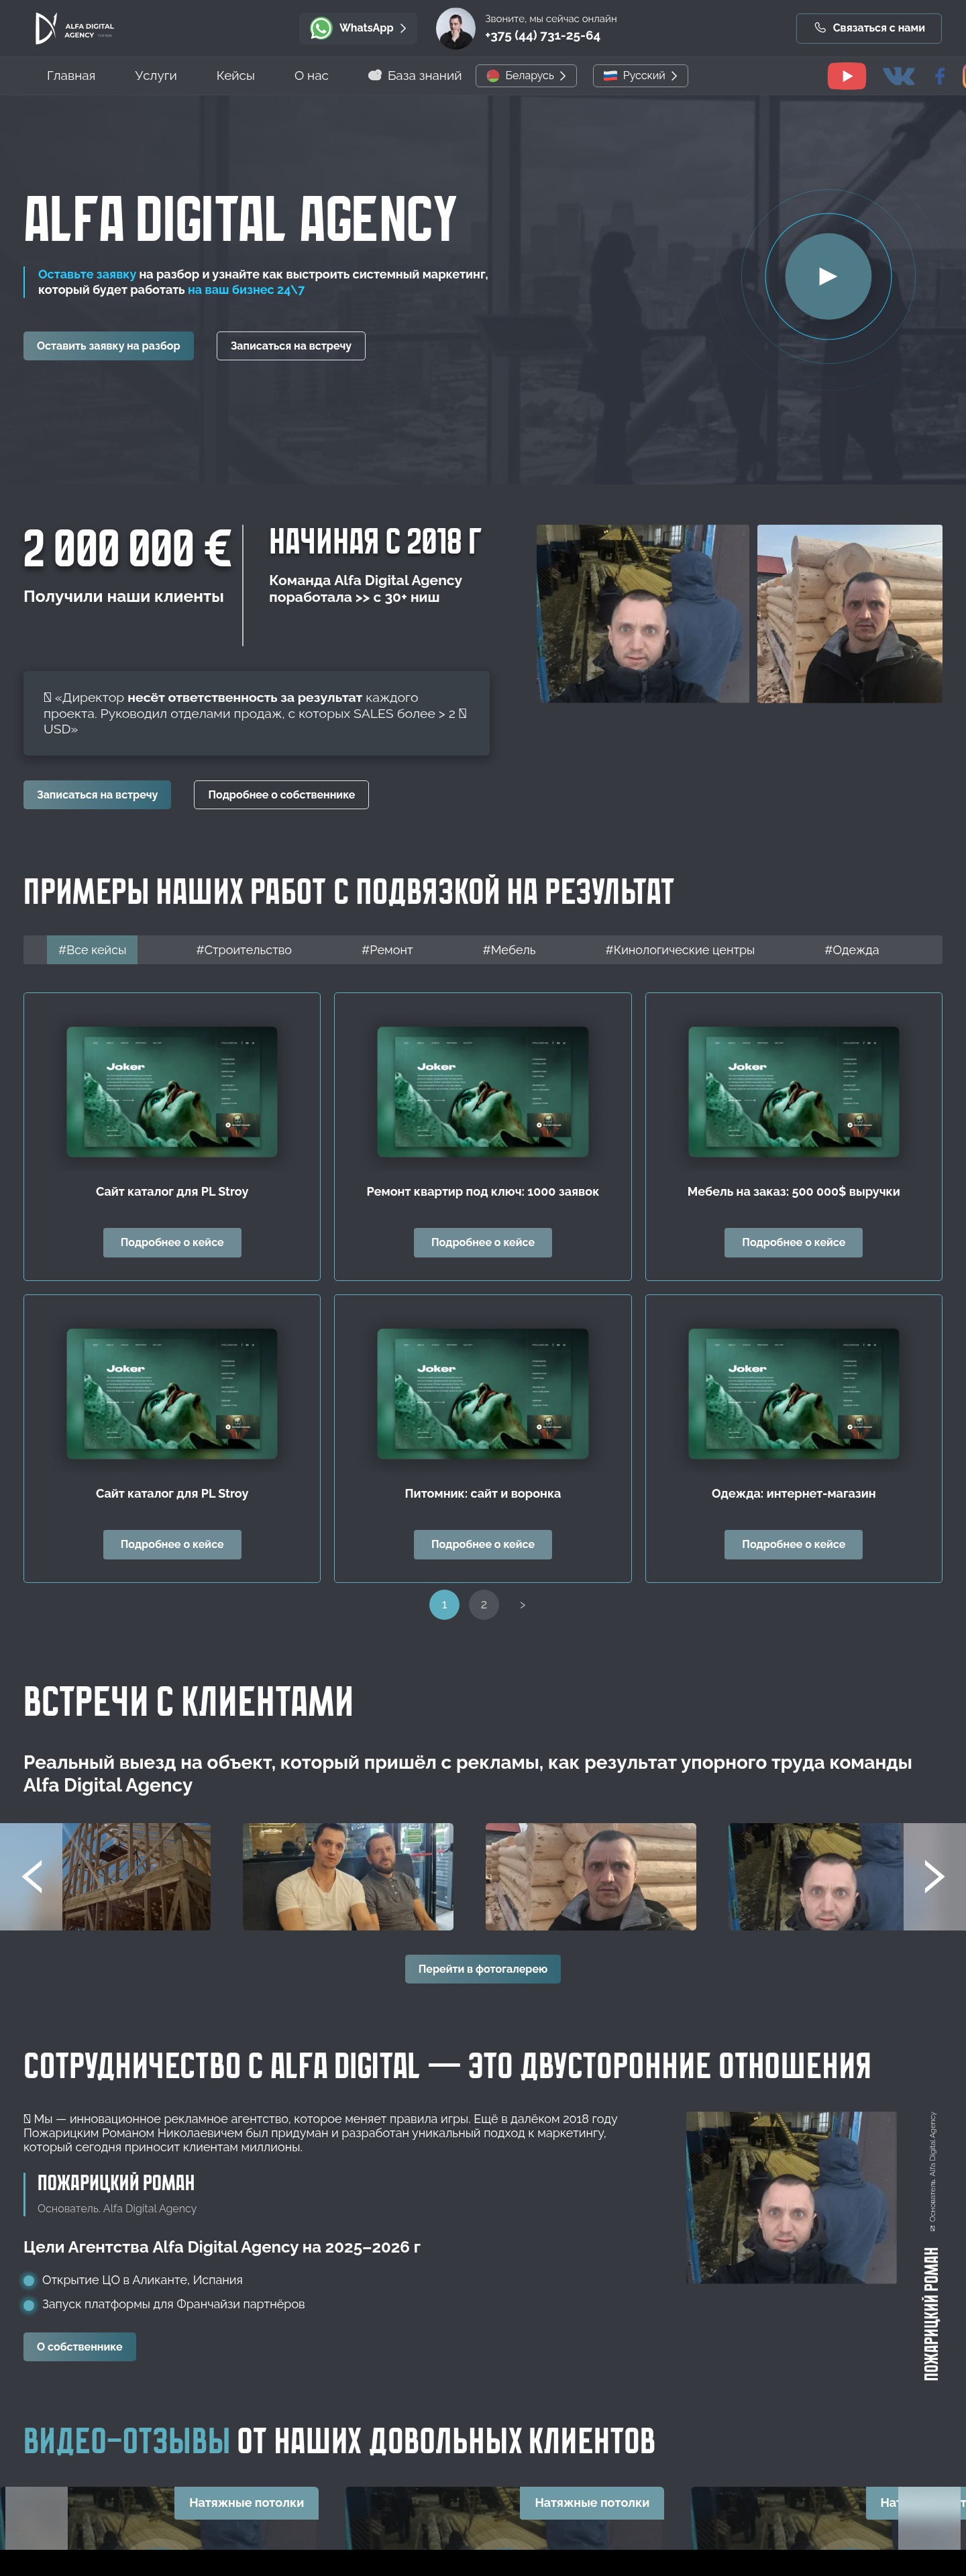 ALFA DIGITAL
AGENCY
WhatsApp
Звоните, мы сейчас онлайн
+375 (44) 731-25-64
Связаться с нами
Главная
Услуги
Кейсы
О нас
База знаний
Беларусь
Русский
ALFA DIGITAL AGENCY
Оставьте заявку на разбор и узнайте как выстроить системный маркетинг,
который будет работать на ваш бизнес 24\7
Оставить заявку на разбор
Записаться на встречу
2 000 000 €
Получили наши клиенты
НАЧИНАЯ С 2018 Г
Команда Alfa Digital Agency
поработала >> с 30+ ниш
«Директор несёт ответственность за результат каждого
проекта. Руководил отделами продаж, с которых SALES более > 2
USD»
Записаться на встречу
Подробнее о собственнике
ПРИМЕРЫ НАШИХ РАБОТ С ПОДВЯЗКОЙ НА РЕЗУЛЬТАТ
#Все кейсы
#Строительство
#Ремонт
#Мебель
#Кинологические центры
#Одежда
Joker
Joker
Joker
Сайт каталог для PL Stroy
Ремонт квартир под ключ: 1000 заявок
Мебель на заказ: 500 000$ выручки
Подробнее о кейсе
Подробнее о кейсе
Подробнее о кейсе
Joker
Joker
Joker
Сайт каталог для PL Stroy
Питомник: сайт и воронка
Одежда: интернет-магазин
Подробнее о кейсе
Подробнее о кейсе
Подробнее о кейсе
1
2
>
ВСТРЕЧИ С КЛИЕНТАМИ
Реальный выезд на объект, который пришёл с рекламы, как результат упорного труда команды
Alfa Digital Agency
Перейти в фотогалерею
СОТРУДНИЧЕСТВО С ALFA DIGITAL — ЭТО ДВУСТОРОННИЕ ОТНОШЕНИЯ
Мы — инновационное рекламное агентство, которое меняет правила игры. Ещё в далёком 2018 году
Пожарицким Романом Николаевичем был придуман и разработан уникальный подход к маркетингу,
который сегодня приносит клиентам миллионы.
ПОЖАРИЦКИЙ РОМАН
Основатель. Alfa Digital Agency
Цели Агентства Alfa Digital Agency на 2025–2026 г
Открытие ЦО в Аликанте, Испания
Запуск платформы для Франчайзи партнёров
О собственнике
ПОЖАРИЦКИЙ РОМАН
Основатель. Alfa Digital Agency
ВИДЕО-ОТЗЫВЫ ОТ НАШИХ ДОВОЛЬНЫХ КЛИЕНТОВ
Натяжные потолки
Натяжные потолки